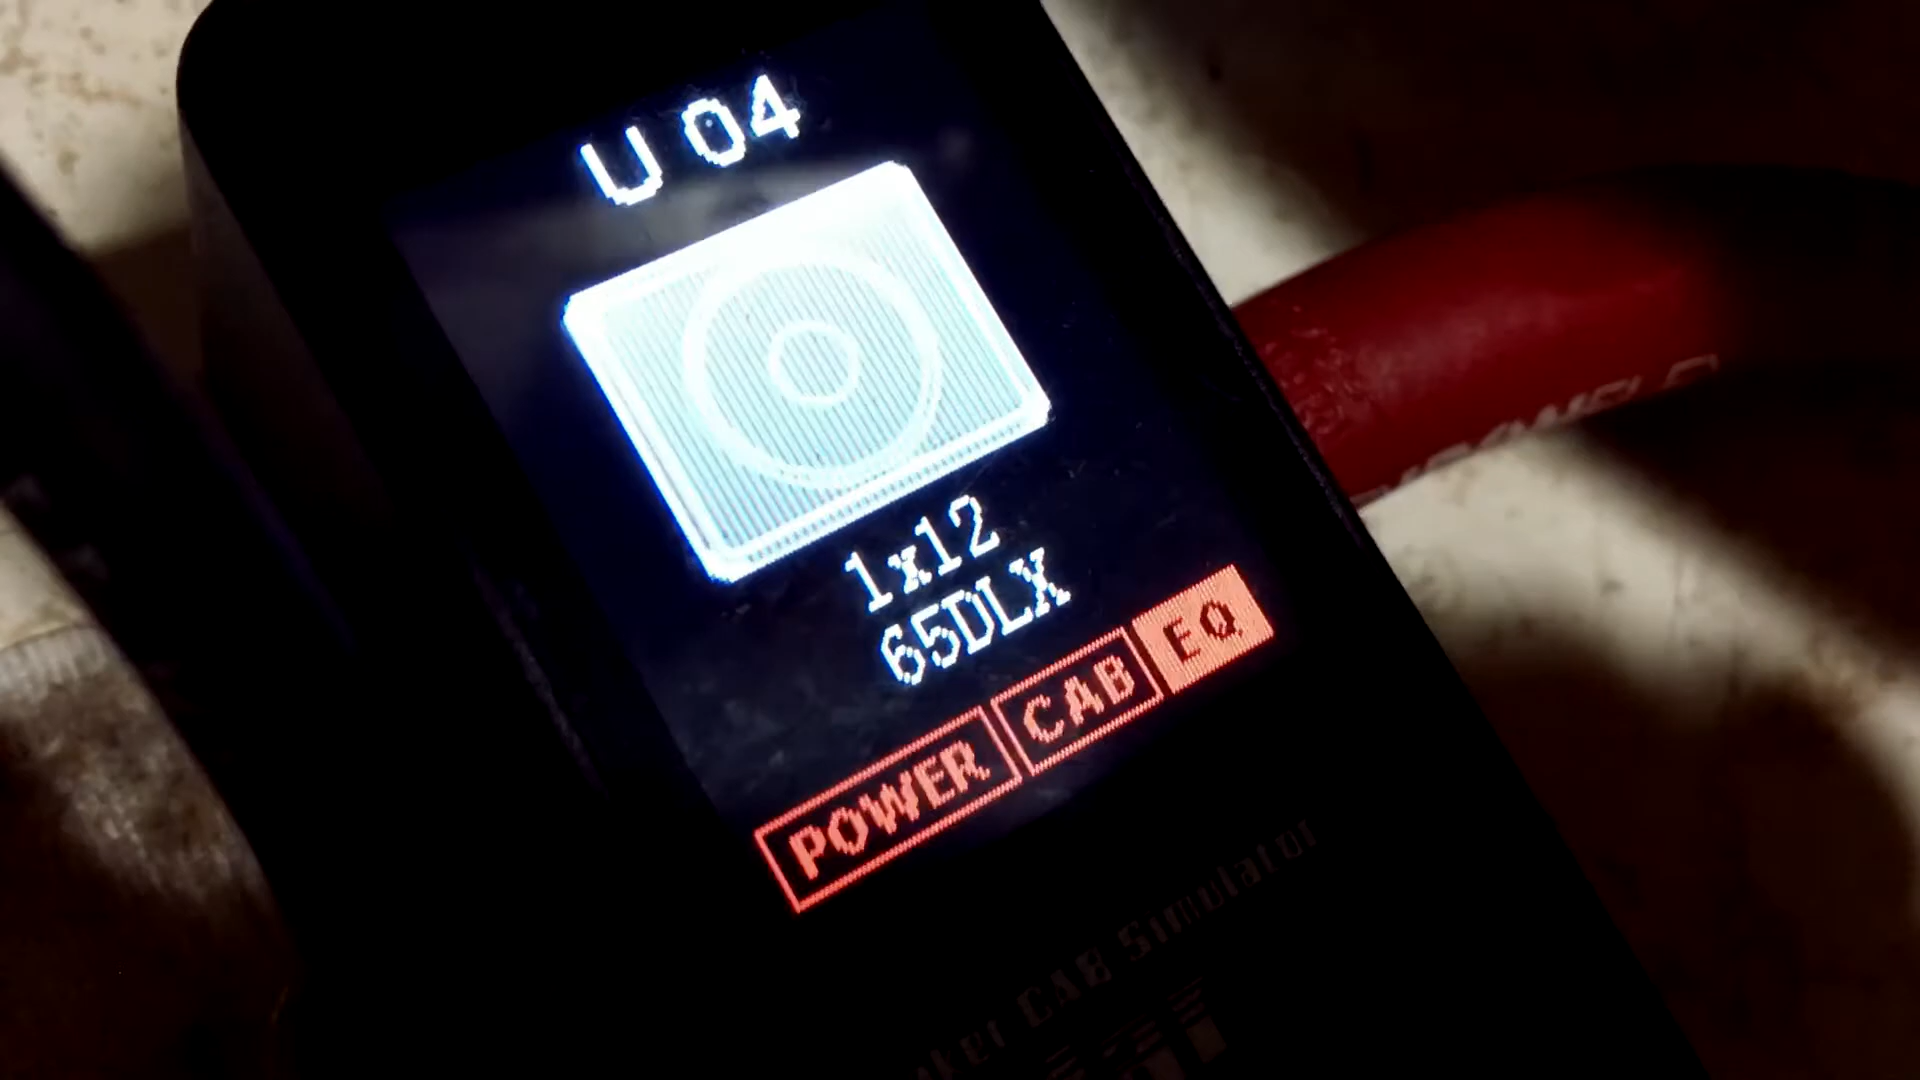 U 04
1x12
65DLX
POWER CAB EQ
CAB Simulator